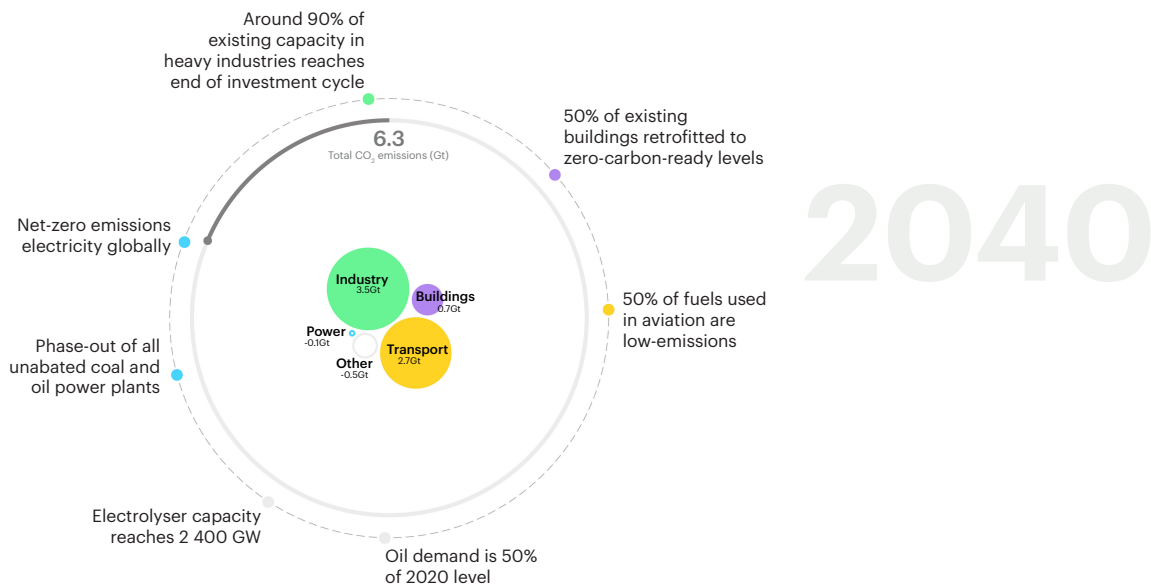 Around 90% of
existing capacity in
heavy industries reaches
end of investment cycle
50% of existing
buildings retrofitted to
zero-carbon-ready levels
6.3
Total CO₂ emissions (Gt)
2040
Net-zero emissions
electricity globally
Industry
3.5Gt
Buildings
0.7Gt
50% of fuels used
in aviation are
low-emissions
Power
-0.1Gt
Transport
2.7Gt
Other
-0.5Gt
Phase-out of all
unabated coal and
oil power plants
Electrolyser capacity
reaches 2 400 GW
Oil demand is 50%
of 2020 level